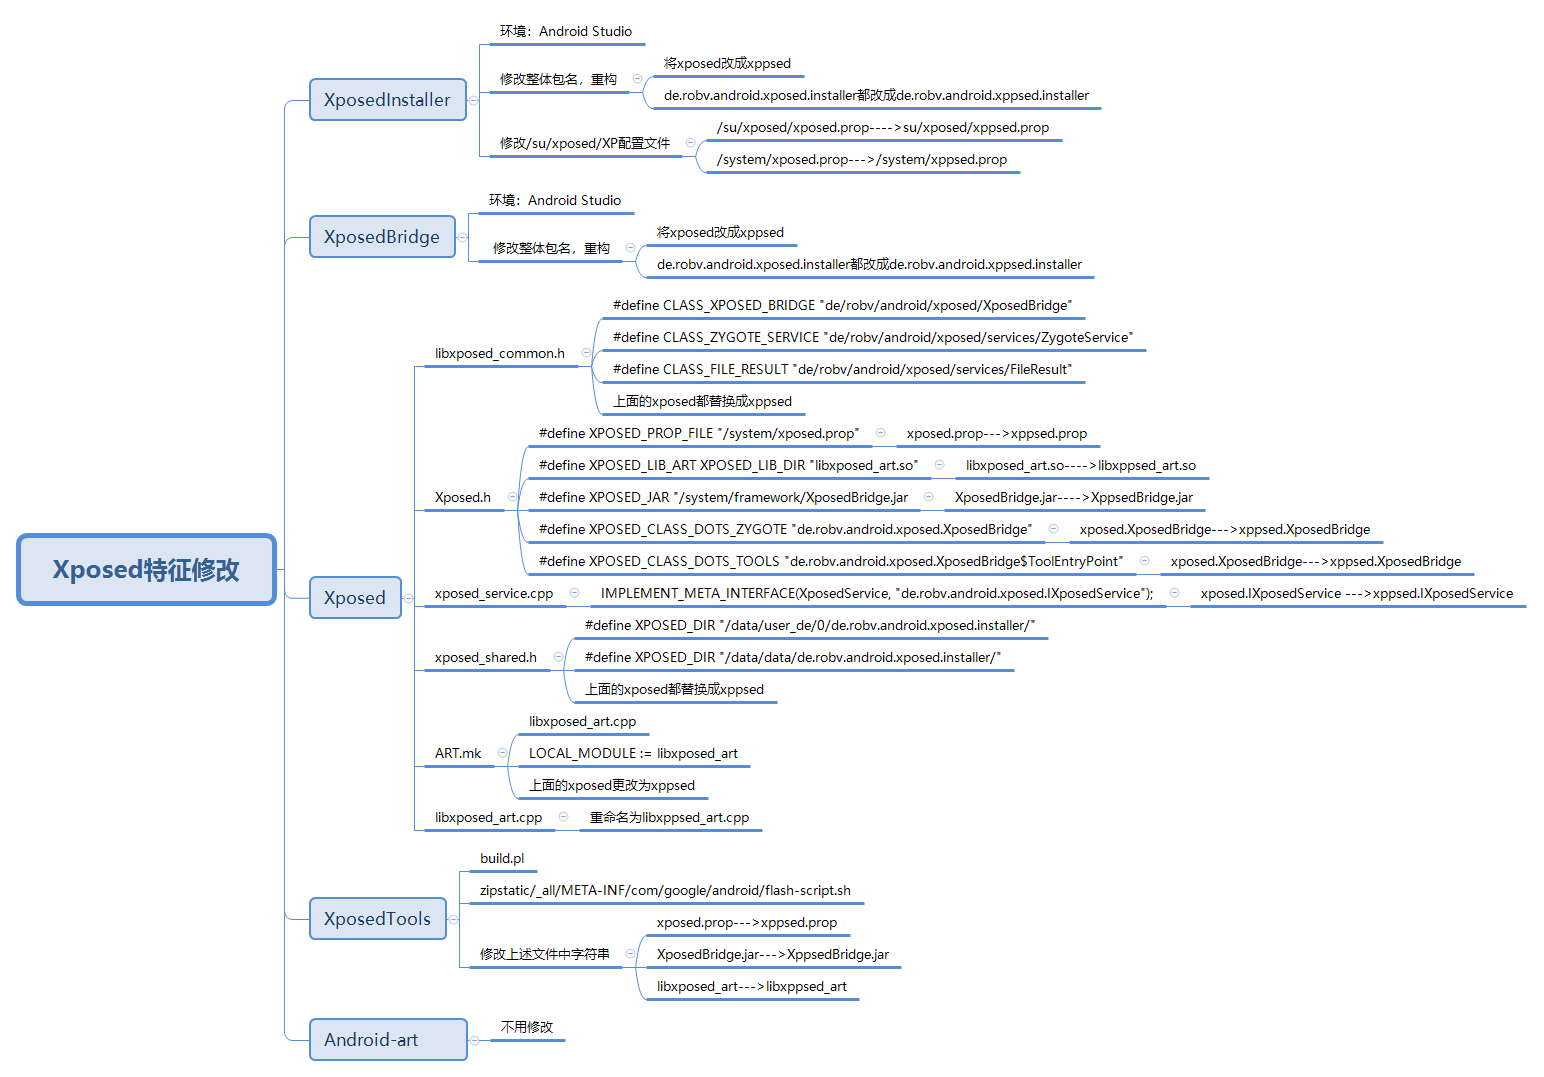 Xposed特征修改
XposedInstaller
环境：Android Studio
修改整体包名，重构
将xposed改成xppsed
de.robv.android.xposed.installer都改成de.robv.android.xppsed.installer
修改/su/xposed/XP配置文件
/su/xposed/xposed.prop---->su/xposed/xppsed.prop
/system/xposed.prop--->/system/xppsed.prop
XposedBridge
环境：Android Studio
修改整体包名，重构
将xposed改成xppsed
de.robv.android.xposed.installer都改成de.robv.android.xppsed.installer
Xposed
libxposed_common.h
#define CLASS_XPOSED_BRIDGE "de/robv/android/xposed/XposedBridge"
#define CLASS_ZYGOTE_SERVICE "de/robv/android/xposed/services/ZygoteService"
#define CLASS_FILE_RESULT "de/robv/android/xposed/services/FileResult"
上面的xposed都替换成xppsed
Xposed.h
#define XPOSED_PROP_FILE "/system/xposed.prop"
xposed.prop--->xppsed.prop
#define XPOSED_LIB_ART XPOSED_LIB_DIR "libxposed_art.so"
libxposed_art.so---->libxppsed_art.so
#define XPOSED_JAR "/system/framework/XposedBridge.jar
XposedBridge.jar---->XppsedBridge.jar
#define XPOSED_CLASS_DOTS_ZYGOTE "de.robv.android.xposed.XposedBridge"
xposed.XposedBridge--->xppsed.XposedBridge
#define XPOSED_CLASS_DOTS_TOOLS "de.robv.android.xposed.XposedBridge$ToolEntryPoint"
xposed.XposedBridge--->xppsed.XposedBridge
xposed_service.cpp
IMPLEMENT_META_INTERFACE(XposedService, "de.robv.android.xposed.IXposedService");
xposed.IXposedService --->xppsed.IXposedService
xposed_shared.h
#define XPOSED_DIR "/data/user_de/0/de.robv.android.xposed.installer/"
#define XPOSED_DIR "/data/data/de.robv.android.xposed.installer/"
上面的xposed都替换成xppsed
ART.mk
libxposed_art.cpp
LOCAL_MODULE := libxposed_art
上面的xposed更改为xppsed
libxposed_art.cpp
重命名为libxppsed_art.cpp
XposedTools
build.pl
zipstatic/_all/META-INF/com/google/android/flash-script.sh
修改上述文件中字符串
xposed.prop--->xppsed.prop
XposedBridge.jar--->XppsedBridge.jar
libxposed_art--->libxppsed_art
Android-art
不用修改